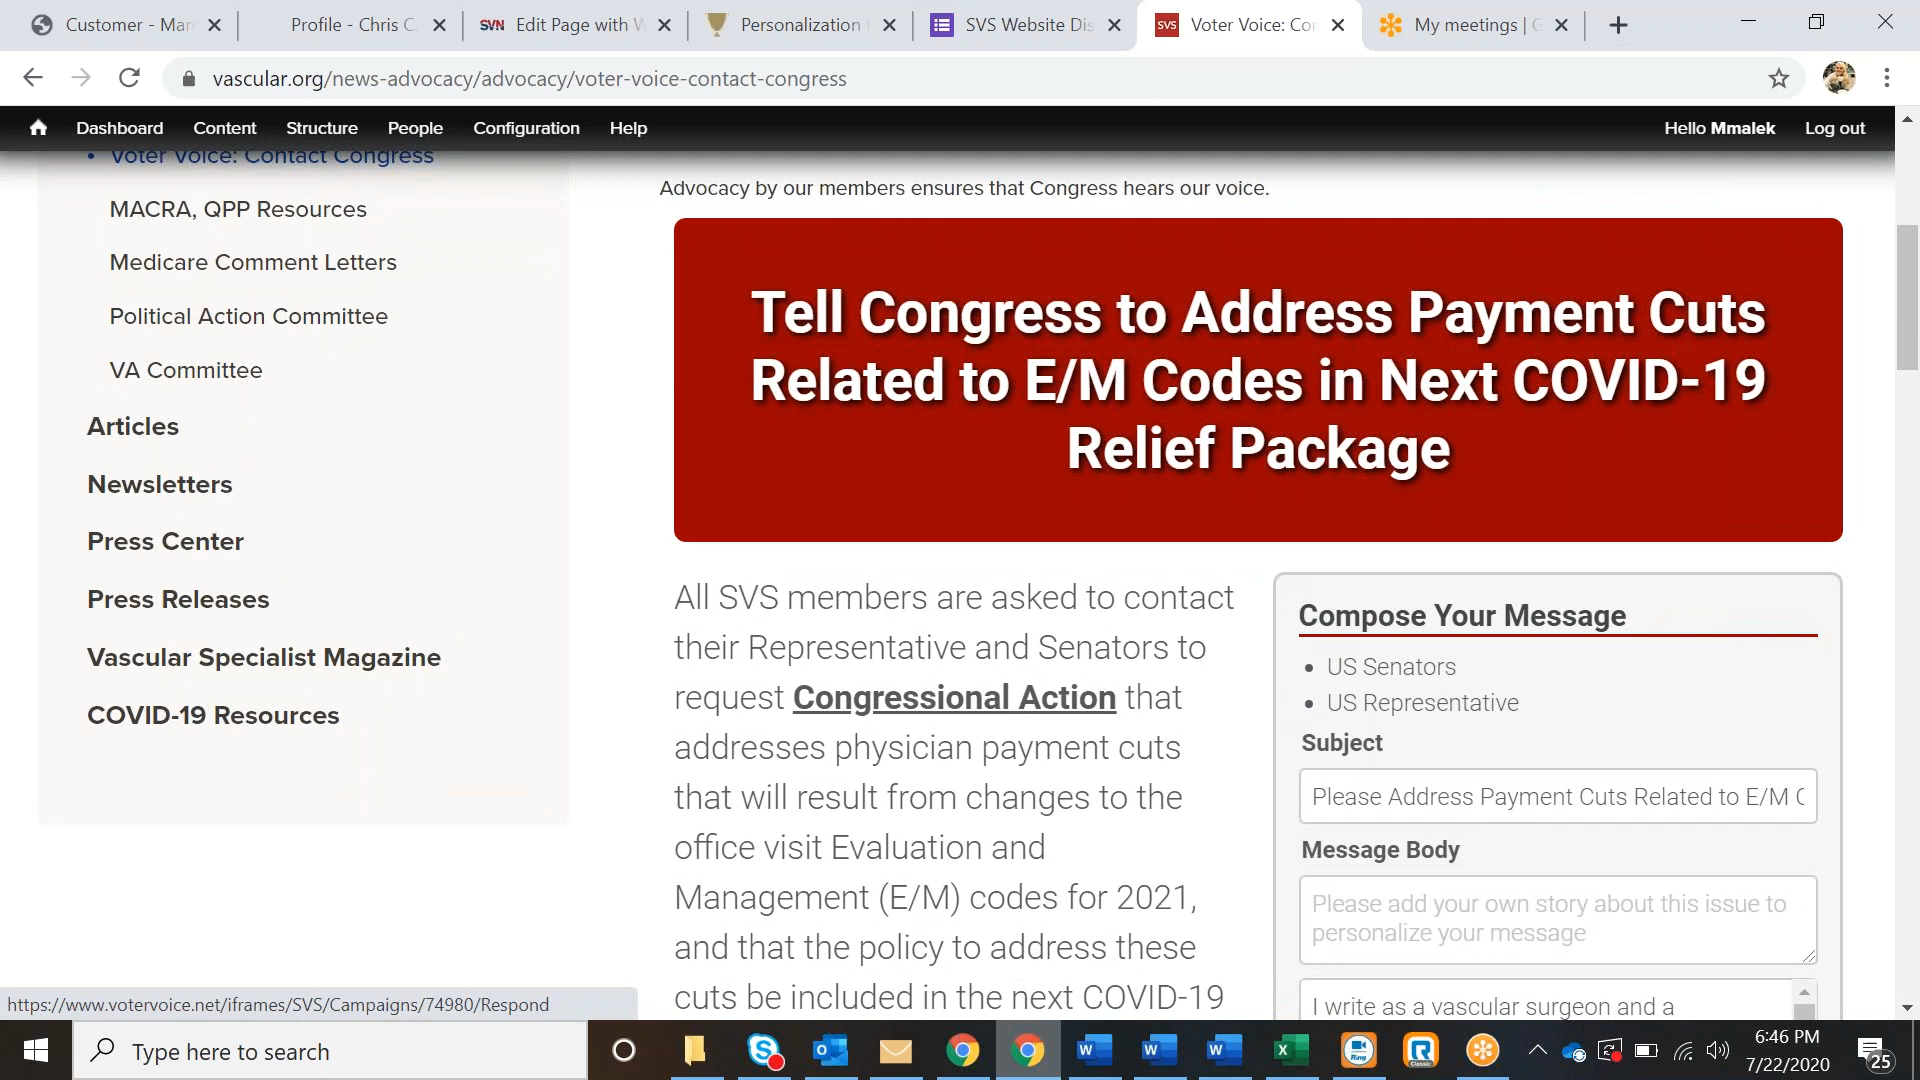 Customer - Mar
Profile - Chris C
SVN Edit Page with W
Personalization
SVS Website Dis
SVS Voter Voice: Con
My meetings | G
vascular.org/news-advocacy/advocacy/voter-voice-contact-congress
Dashboard Content Structure People Configuration Help
Hello Mmalek Log out
• Voter Voice: Contact Congress
MACRA, QPP Resources
Medicare Comment Letters
Political Action Committee
VA Committee
Articles
Newsletters
Press Center
Press Releases
Vascular Specialist Magazine
COVID-19 Resources
Advocacy by our members ensures that Congress hears our voice.
Tell Congress to Address Payment Cuts
Related to E/M Codes in Next COVID-19
Relief Package
All SVS members are asked to contact
their Representative and Senators to
request Congressional Action that
addresses physician payment cuts
that will result from changes to the
office visit Evaluation and
Management (E/M) codes for 2021,
and that the policy to address these
cuts be included in the next COVID-19
Compose Your Message
• US Senators
• US Representative
Subject
Please Address Payment Cuts Related to E/M C
Message Body
Please add your own story about this issue to
personalize your message
I write as a vascular surgeon and a
https://www.votervoice.net/iframes/SVS/Campaigns/74980/Respond
Type here to search
Ring
Classic
6:46 PM
7/22/2020
25